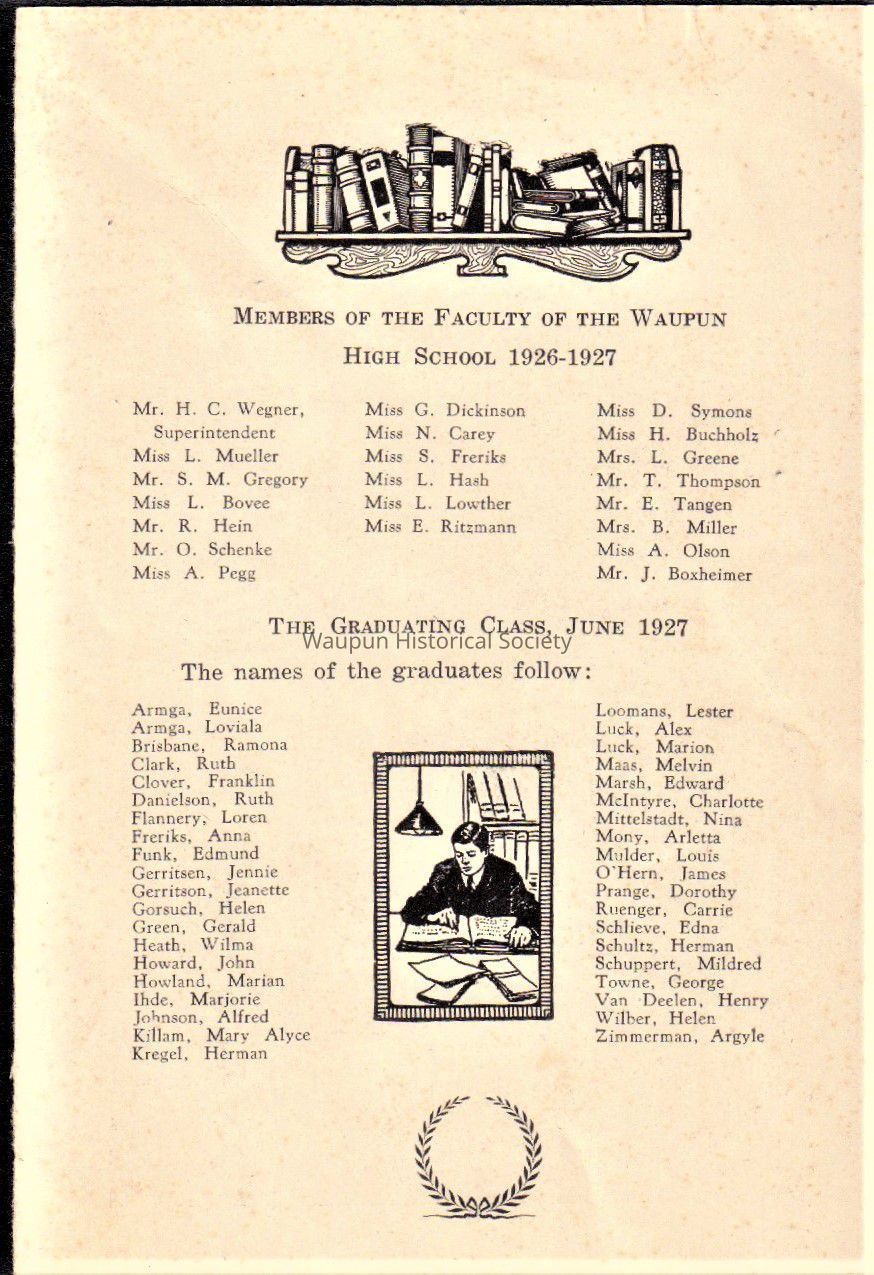 Members of the Faculty of the Waupun
High School 1926-1927
Mr. H. C. Wegner,
Superintendent
Miss L. Mueller
Mr. S. M. Gregory
Miss L. Bovee
Mr. R. Hein
Mr. O. Schenke
Miss A. Pegg
Miss G. Dickinson
Miss N. Carey
Miss S. Freriks
Miss L. Hash
Miss L. Lowther
Miss E. Ritzmann
Miss D. Symons
Miss H. Buchholz
Mrs. L. Greene
Mr. T. Thompson
Mr. E. Tangen
Mrs. B. Miller
Miss A. Olson
Mr. J. Boxheimer
The Graduating Class, June 1927
Waupun Historical Society
The names of the graduates follow:
Armga, Eunice
Armga, Loviala
Brisbane, Ramona
Clark, Ruth
Clover, Franklin
Danielson, Ruth
Flannery, Loren
Freriks, Anna
Funk, Edmund
Gerritsen, Jennie
Gerritson, Jeanette
Gorsuch, Helen
Green, Gerald
Heath, Wilma
Howard, John
Howland, Marian
Ihde, Marjorie
Johnson, Alfred
Killam, Mary Alyce
Kregel, Herman
Loomans, Lester
Luck, Alex
Luck, Marion
Maas, Melvin
Marsh, Edward
McIntyre, Charlotte
Mittelstadt, Nina
Mony, Arletta
Mulder, Louis
O'Hern, James
Prange, Dorothy
Ruenger, Carrie
Schlieve, Edna
Schultz, Herman
Schuppert, Mildred
Towne, George
Van Deelen, Henry
Wilber, Helen
Zimmerman, Argyle